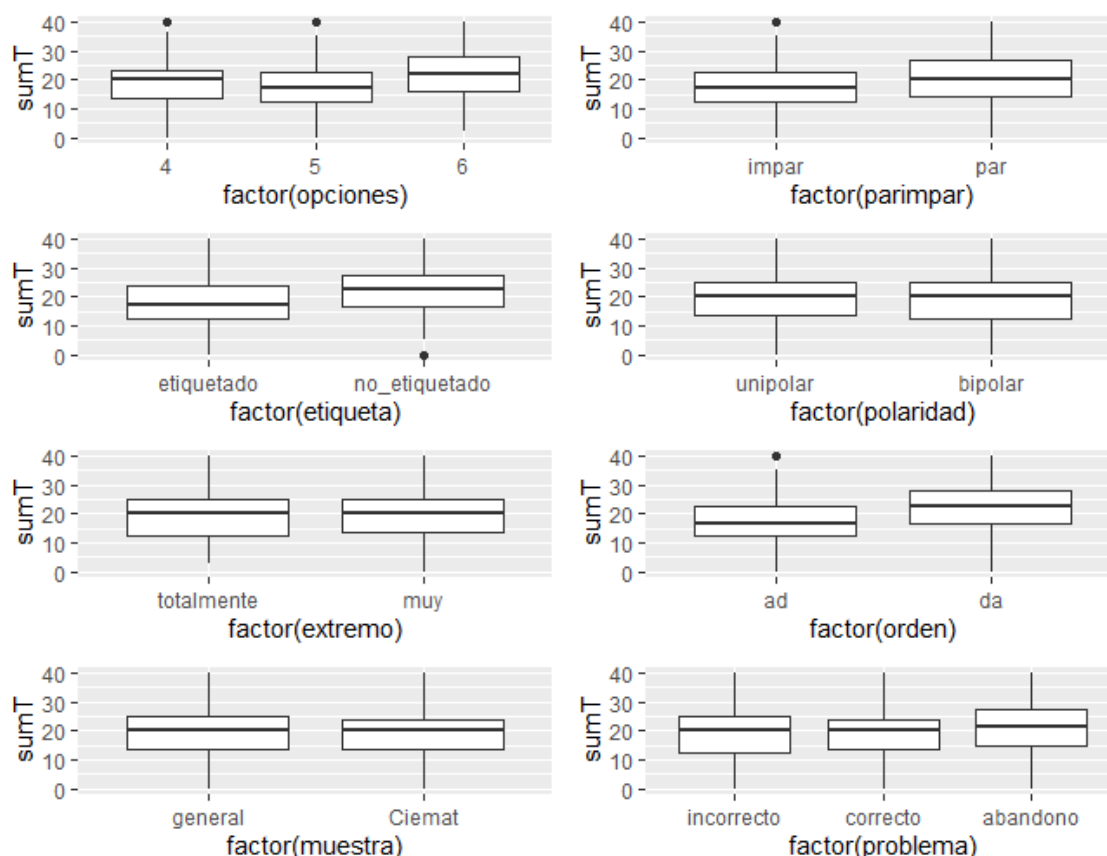 sumT
40
30
20
10
0
4 5 6
factor(opciones)
sumT
40
30
20
10
0
impar par
factor(parimpar)
sumT
40
30
20
10
0
etiquetado no_etiquetado
factor(etiqueta)
sumT
40
30
20
10
0
unipolar bipolar
factor(polaridad)
sumT
40
30
20
10
0
totalmente muy
factor(extremo)
sumT
40
30
20
10
0
ad da
factor(orden)
sumT
40
30
20
10
0
general Ciemat
factor(muestra)
sumT
40
30
20
10
0
incorrecto correcto abandono
factor(problema)